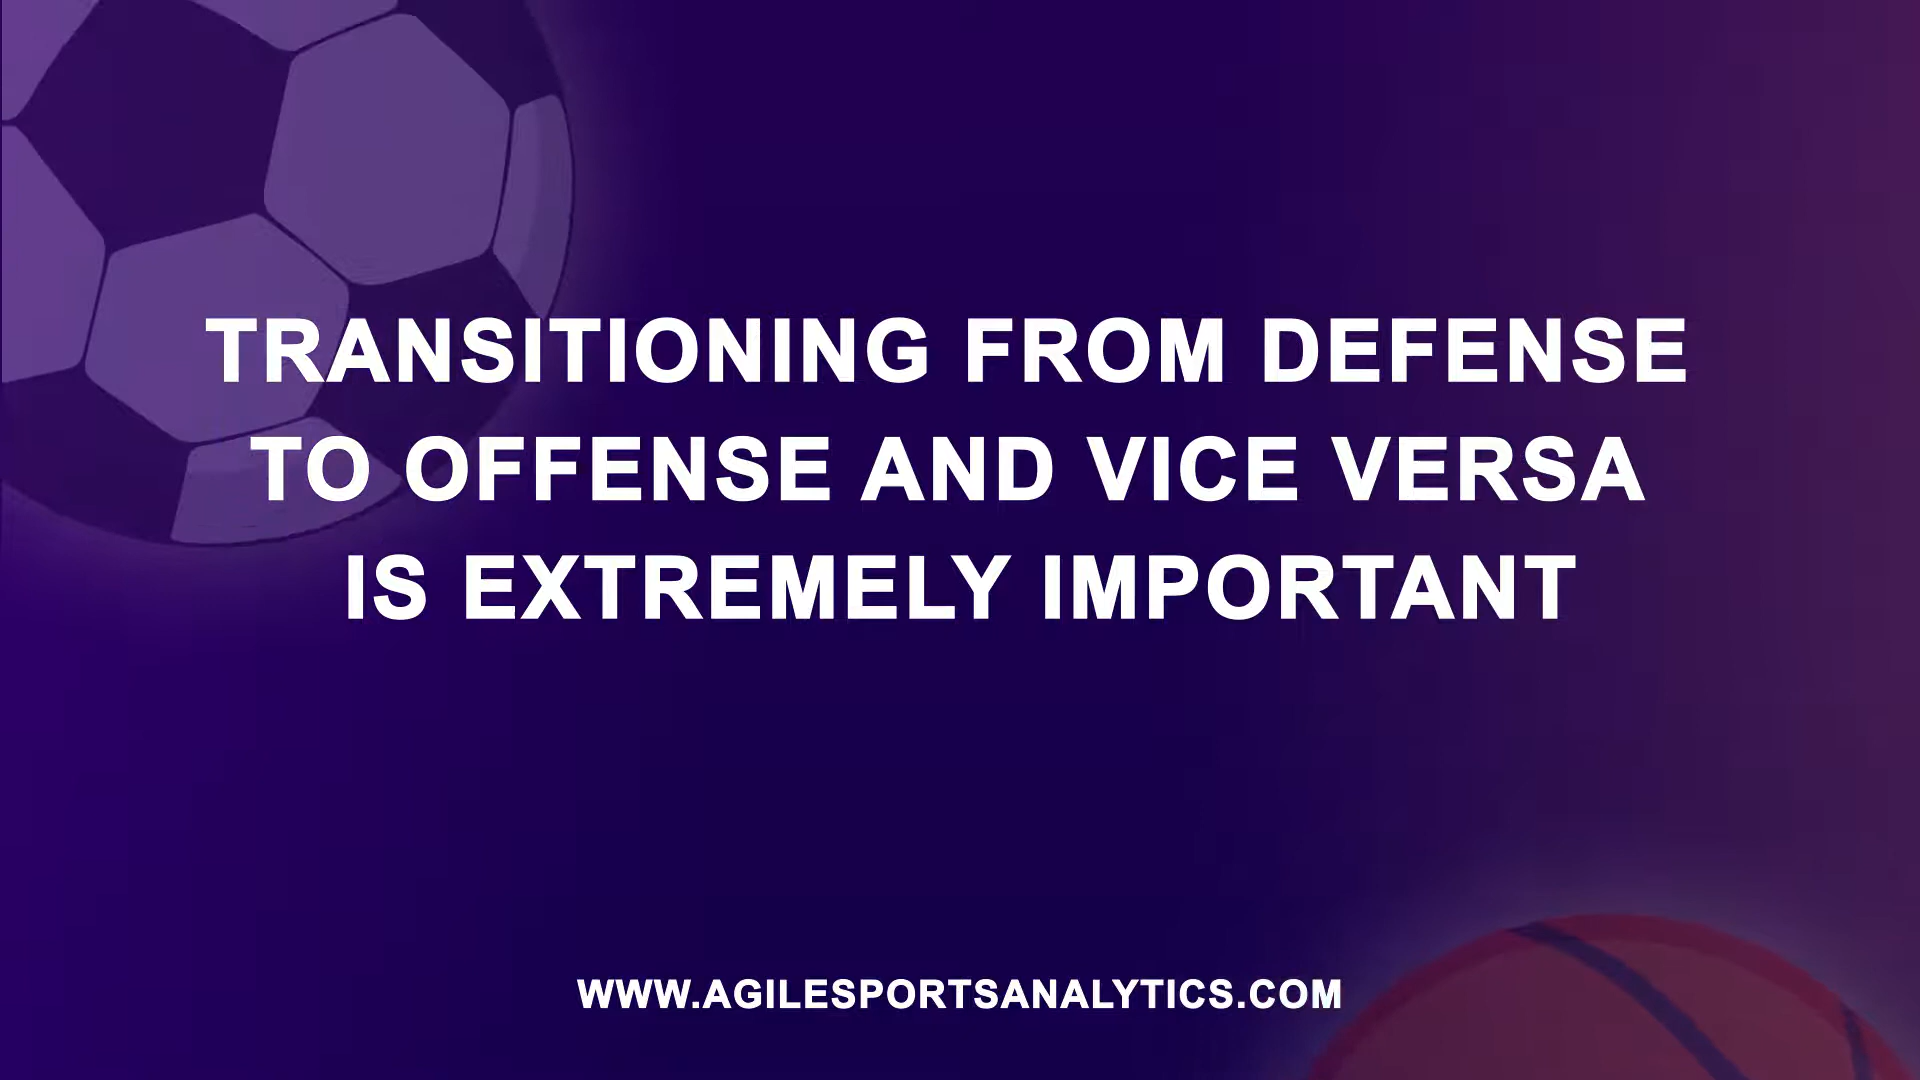 TRANSITIONING FROM DEFENSE
TO OFFENSE AND VICE VERSA
IS EXTREMELY IMPORTANT
WWW.AGILESPORTSANALYTICS.COM